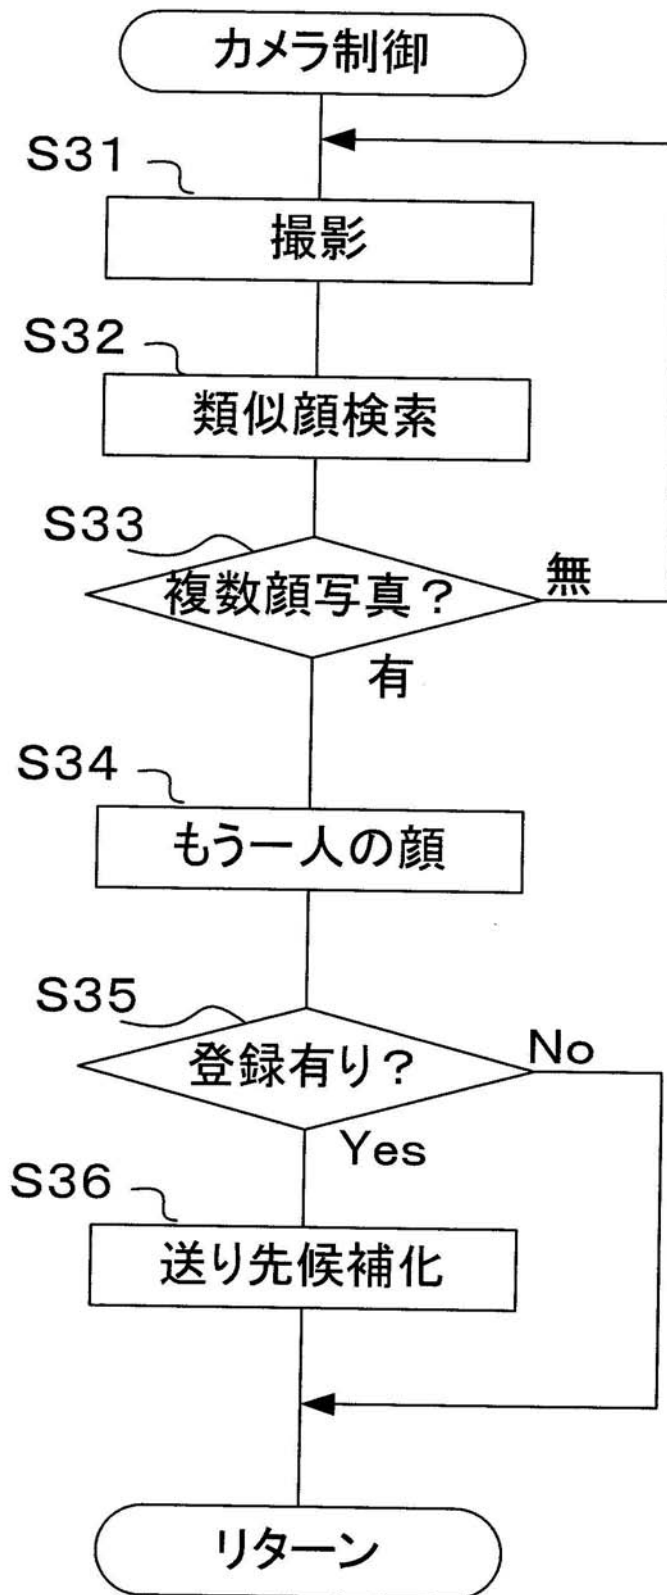 カメラ制御
S31
撮影
S32
類似顔検索
S33
複数顔写真？
無
有
S34
もう一人の顔
S35
登録有り？
No
Yes
S36
送り先候補化
リターン